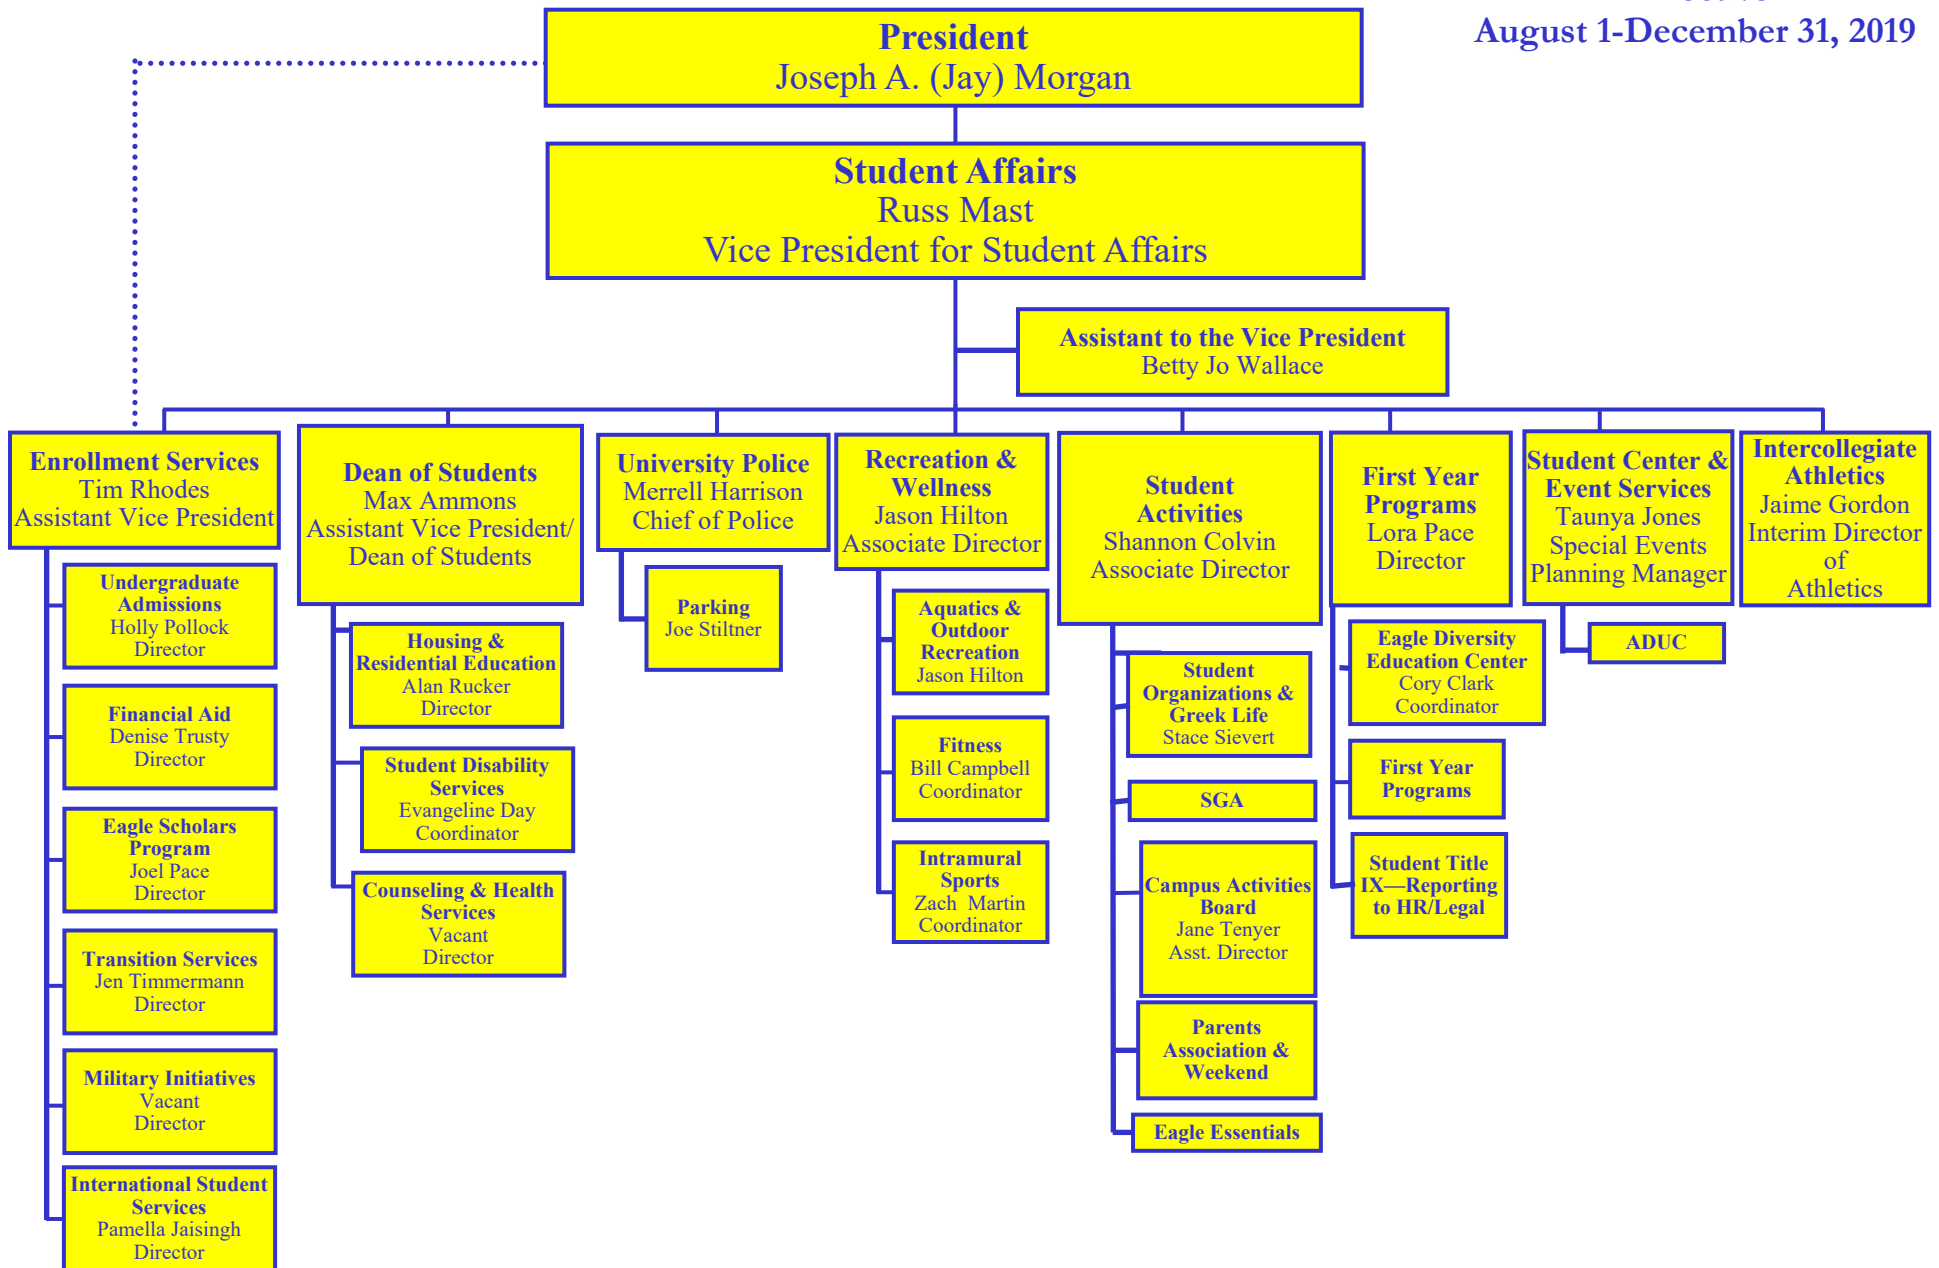 August 1-December 31, 2019
President
Joseph A. (Jay) Morgan
Student Affairs
Russ Mast
Vice President for Student Affairs
Assistant to the Vice President
Betty Jo Wallace
Enrollment Services
Tim Rhodes
Assistant Vice President
Undergraduate
Admissions
Holly Pollock
Director
Financial Aid
Denise Trusty
Director
Eagle Scholars
Program
Joel Pace
Director
Transition Services
Jen Timmermann
Director
Military Initiatives
Vacant
Director
International Student
Services
Pamella Jaisingh
Director
Dean of Students
Max Ammons
Assistant Vice President/
Dean of Students
Housing &
Residential Education
Alan Rucker
Director
Student Disability
Services
Evangeline Day
Coordinator
Counseling & Health
Services
Vacant
Director
University Police
Merrell Harrison
Chief of Police
Parking
Joe Stiltner
Recreation &
Wellness
Jason Hilton
Associate Director
Aquatics &
Outdoor
Recreation
Jason Hilton
Fitness
Bill Campbell
Coordinator
Intramural
Sports
Zach Martin
Coordinator
Student
Activities
Shannon Colvin
Associate Director
Student
Organizations &
Greek Life
Stace Sievert
SGA
Campus Activities
Board
Jane Tenyer
Asst. Director
Parents
Association &
Weekend
Eagle Essentials
First Year
Programs
Lora Pace
Director
Eagle Diversity
Education Center
Cory Clark
Coordinator
First Year
Programs
Student Title
IX—Reporting
to HR/Legal
Student Center &
Event Services
Taunya Jones
Special Events
Planning Manager
ADUC
Intercollegiate
Athletics
Jaime Gordon
Interim Director
of
Athletics